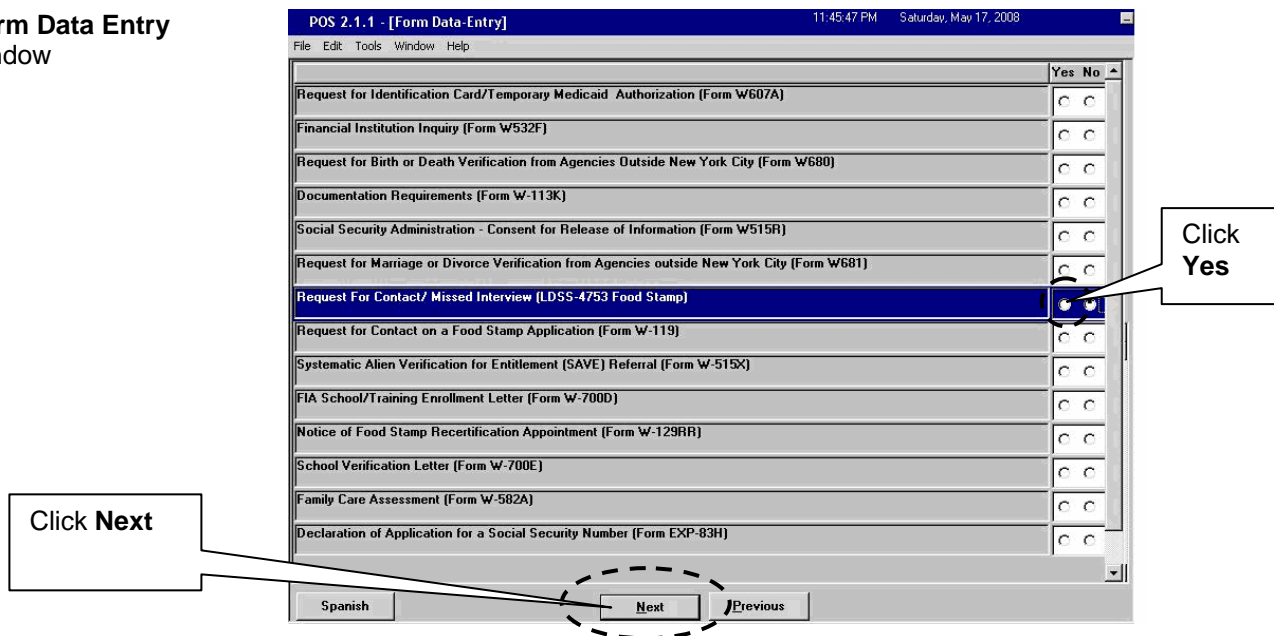 rm Data Entry
ndow
POS 2.1.1 - [Form Data-Entry] 11:45:47 PM Saturday, May 17, 2008
File Edit Tools Window Help
Yes No
Request for Identification Card/Temporary Medicaid Authorization (Form W607A)
Financial Institution Inquiry (Form W532F)
Request for Birth or Death Verification from Agencies Outside New York City (Form W680)
Documentation Requirements (Form W-113K)
Social Security Administration - Consent for Release of Information (Form W515R)
Request for Marriage or Divorce Verification from Agencies outside New York City (Form W681)
Request For Contact/ Missed Interview (LDSS-4753 Food Stamp)
Request for Contact on a Food Stamp Application (Form W-119)
Systematic Alien Verification for Entitlement (SAVE) Referral (Form W-515X)
FIA School/Training Enrollment Letter (Form W-700D)
Notice of Food Stamp Recertification Appointment (Form W-129RR)
School Verification Letter (Form W-700E)
Family Care Assessment (Form W-582A)
Declaration of Application for a Social Security Number (Form EXP-83H)
Click
Yes
Click Next
Spanish Next Previous